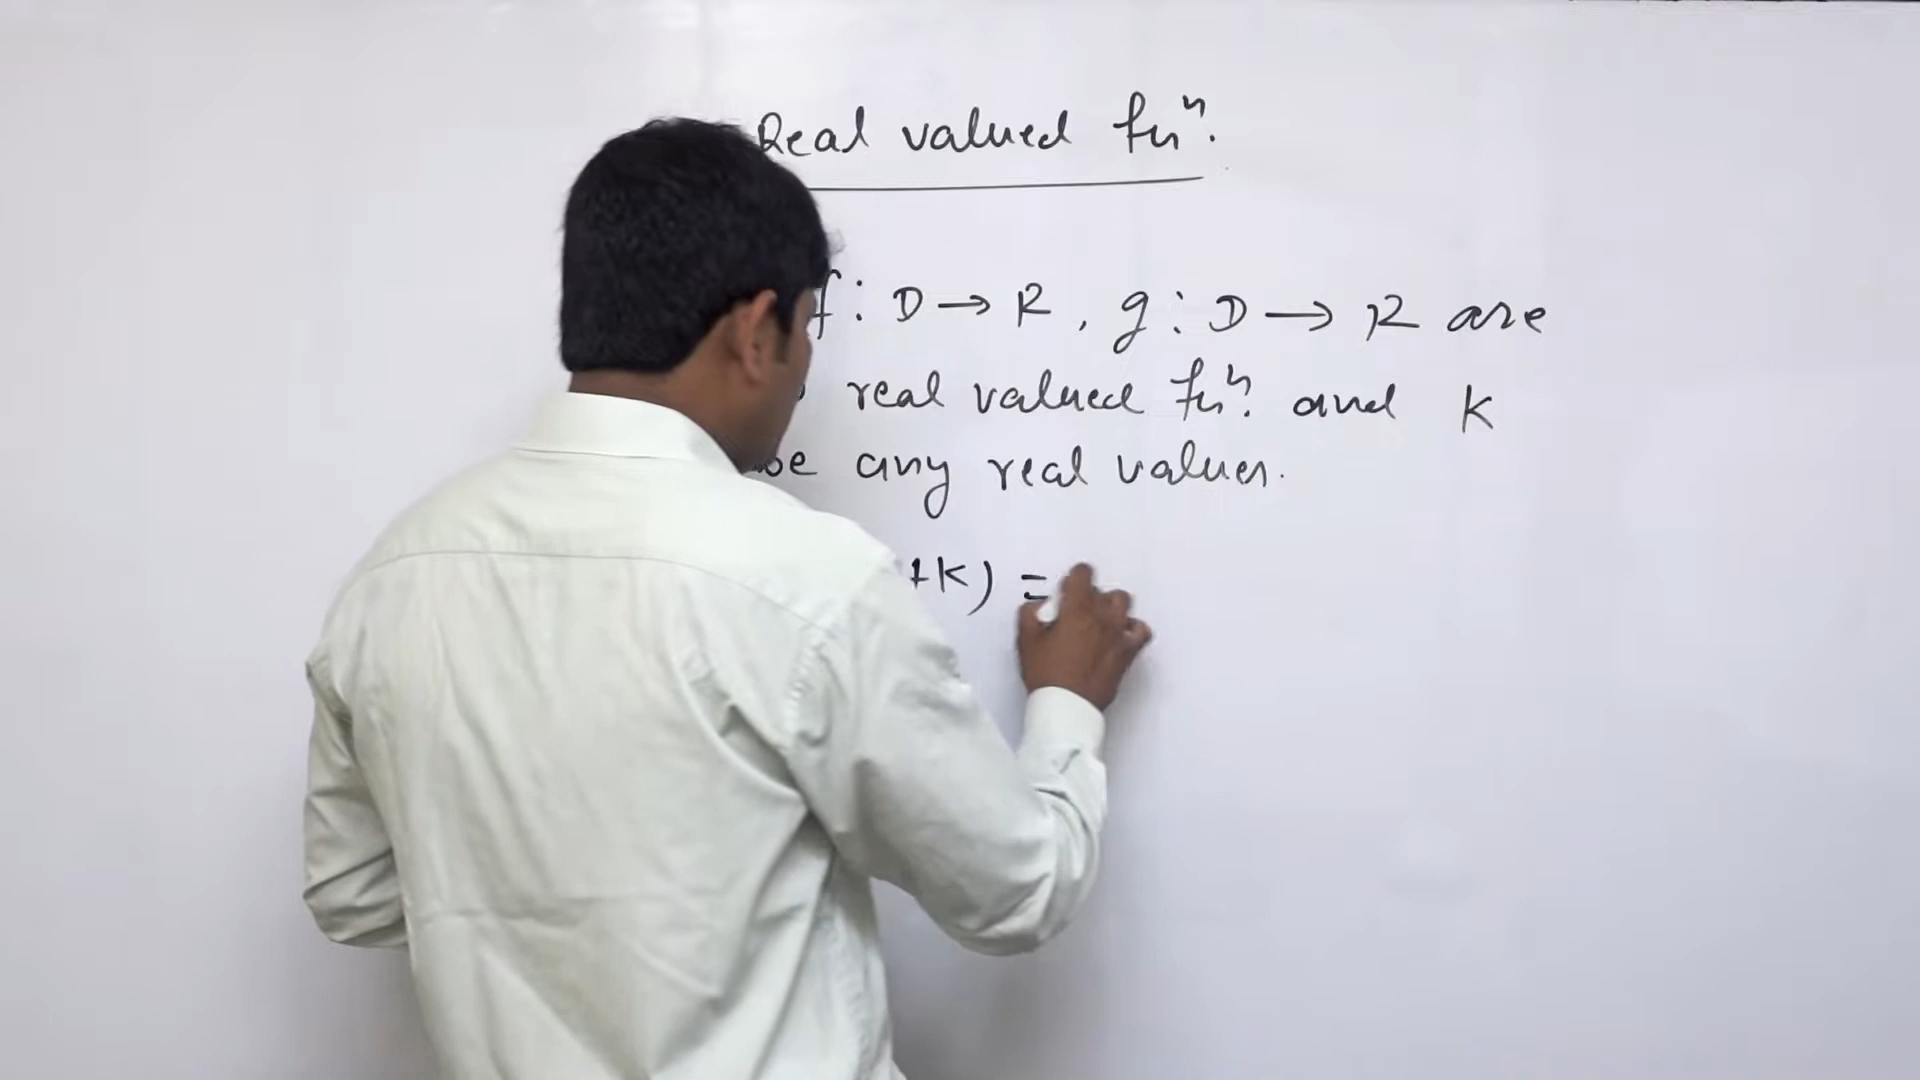 Real valued fuⁿ.
f : D → R , g : D → R are
real valued fuⁿ. and K
be any real values.
+K) =